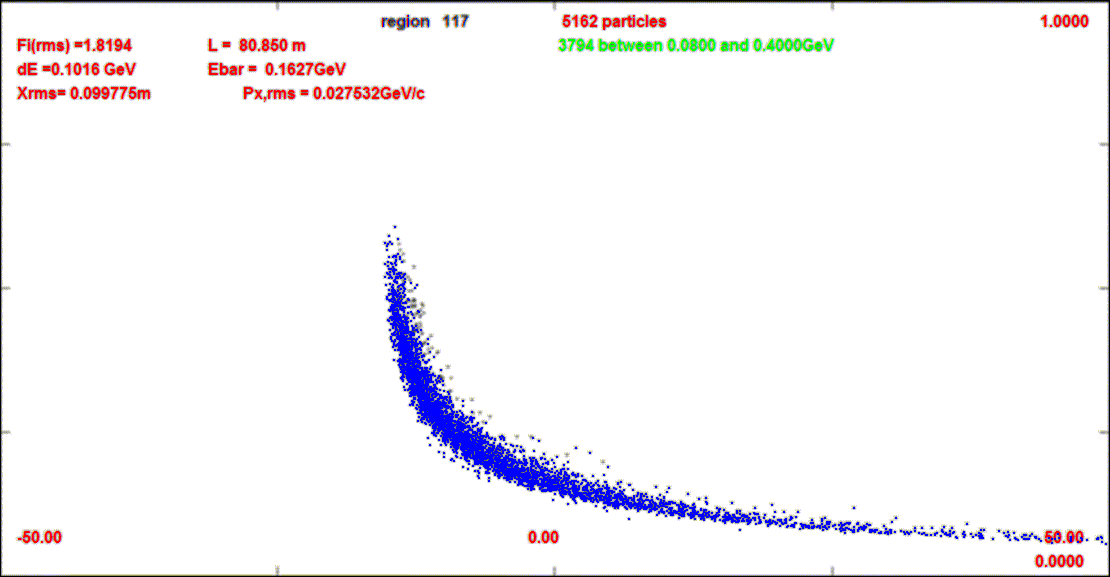 region 117 5162 particles 1.0000
Fi(rms) =1.8194 L = 80.850 m 3794 between 0.0800 and 0.4000GeV
dE =0.1016 GeV Ebar = 0.1627GeV
Xrms= 0.099775m Px,rms = 0.027532GeV/c
-50.00 0.00 50.00
0.0000